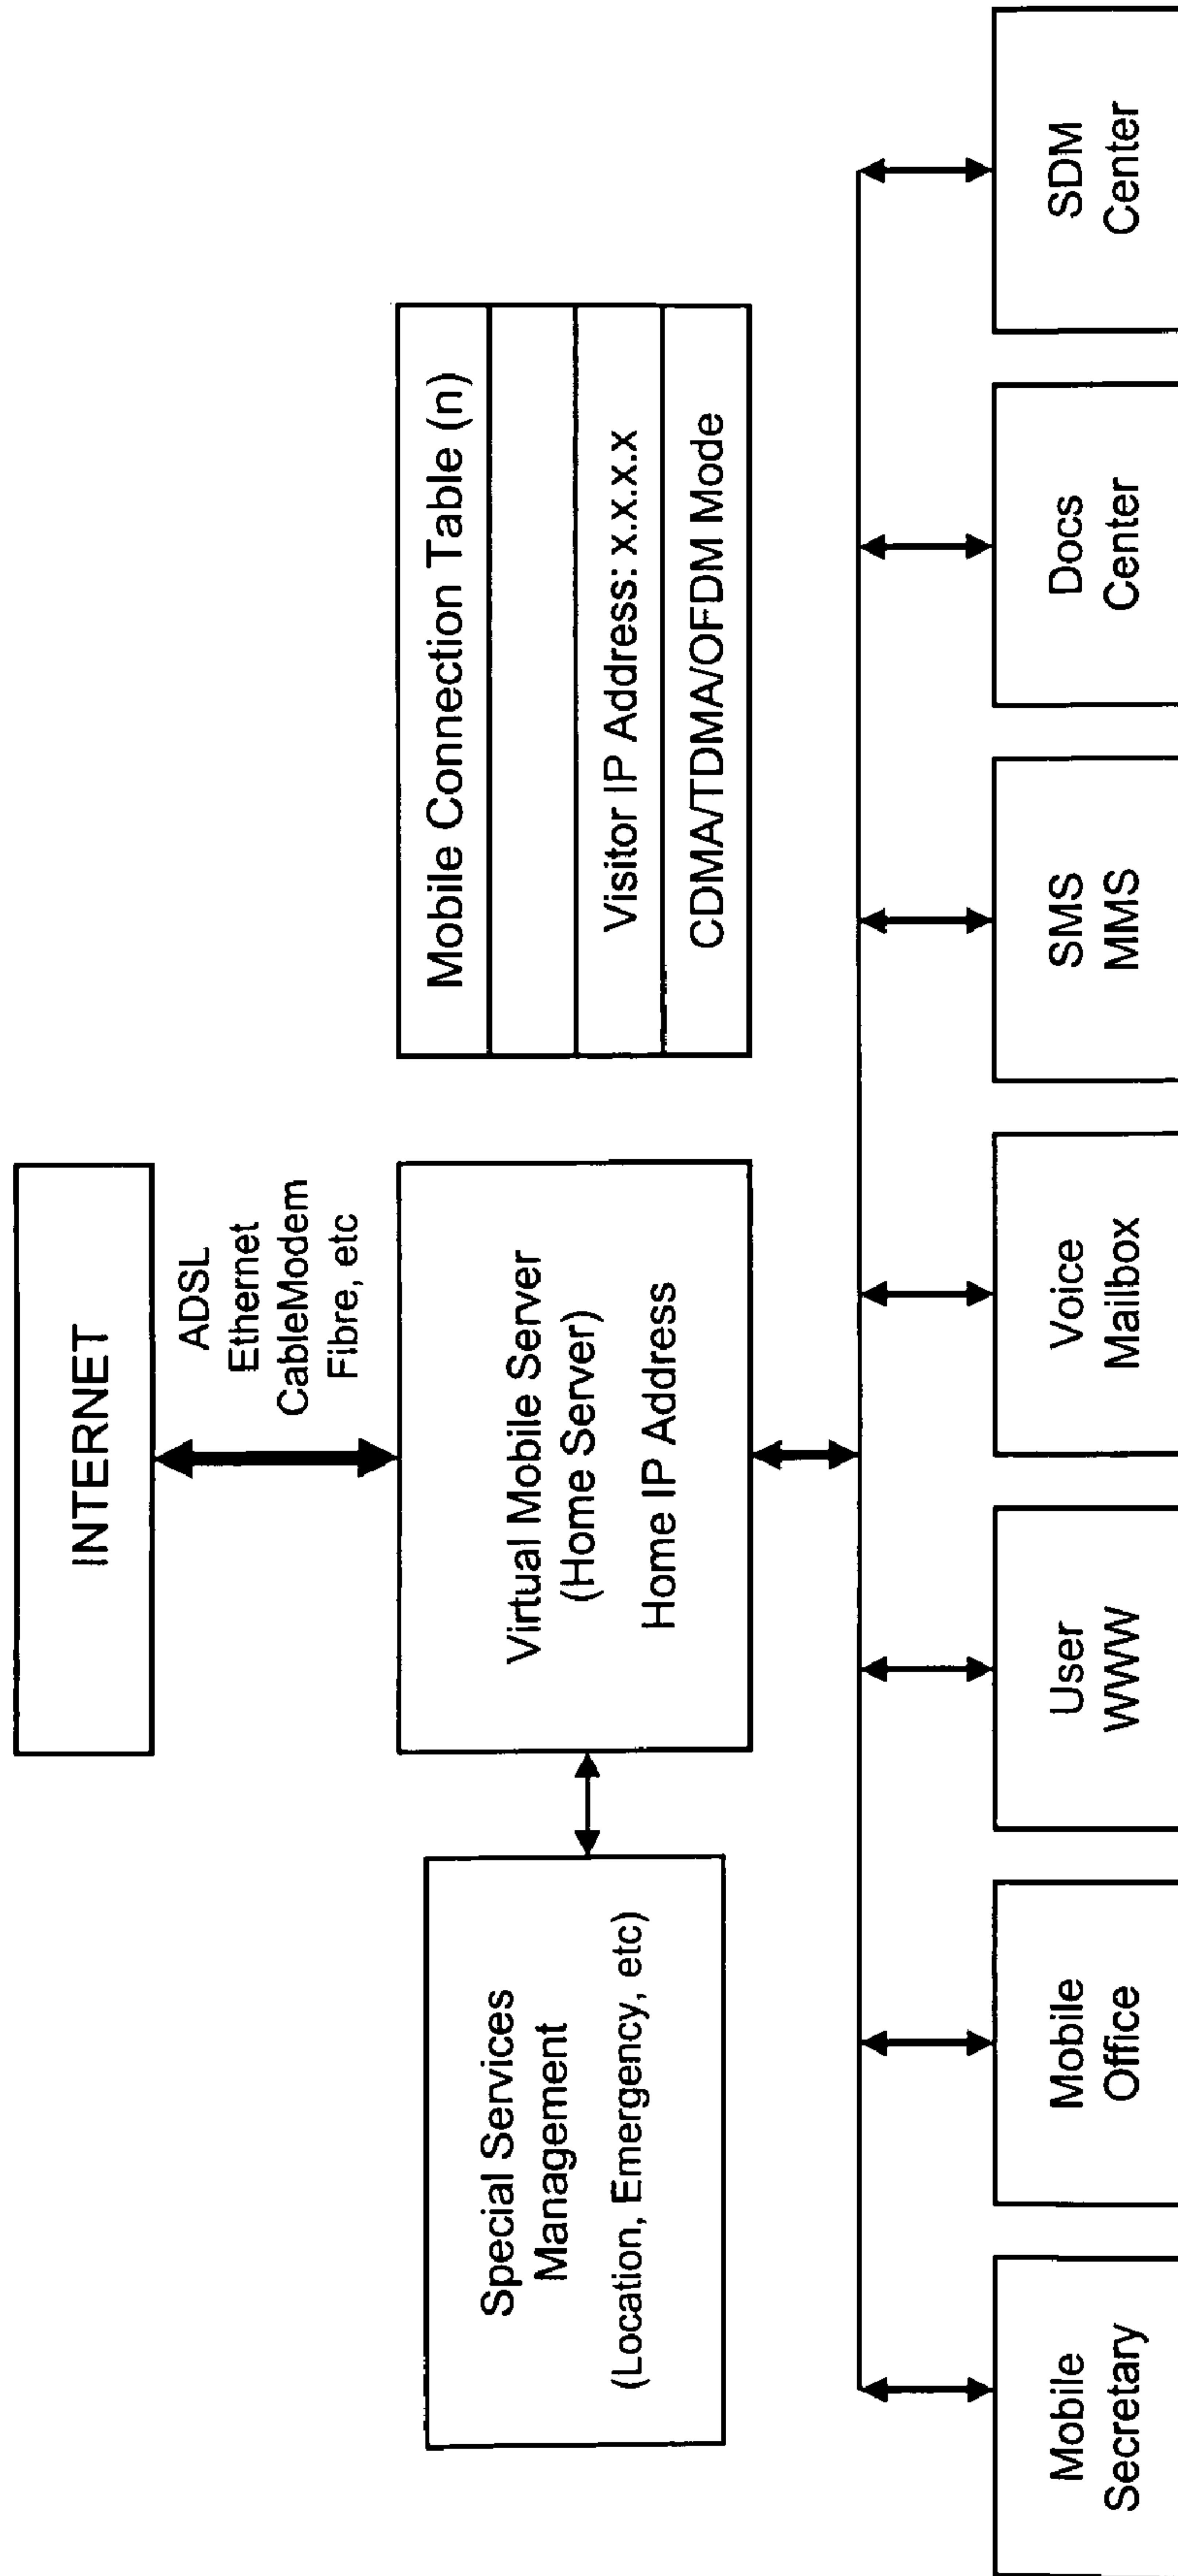 INTERNET
ADSL
Ethernet
CableModem
Fibre, etc
Special Services
Management
(Location, Emergency, etc)
Virtual Mobile Server
(Home Server)
Home IP Address
Mobile Connection Table (n)
Visitor IP Address: x.x.x.x
CDMA/TDMA/OFDM Mode
Mobile
Secretary
Mobile
Office
User
WWW
Voice
Mailbox
SMS
MMS
Docs
Center
SDM
Center